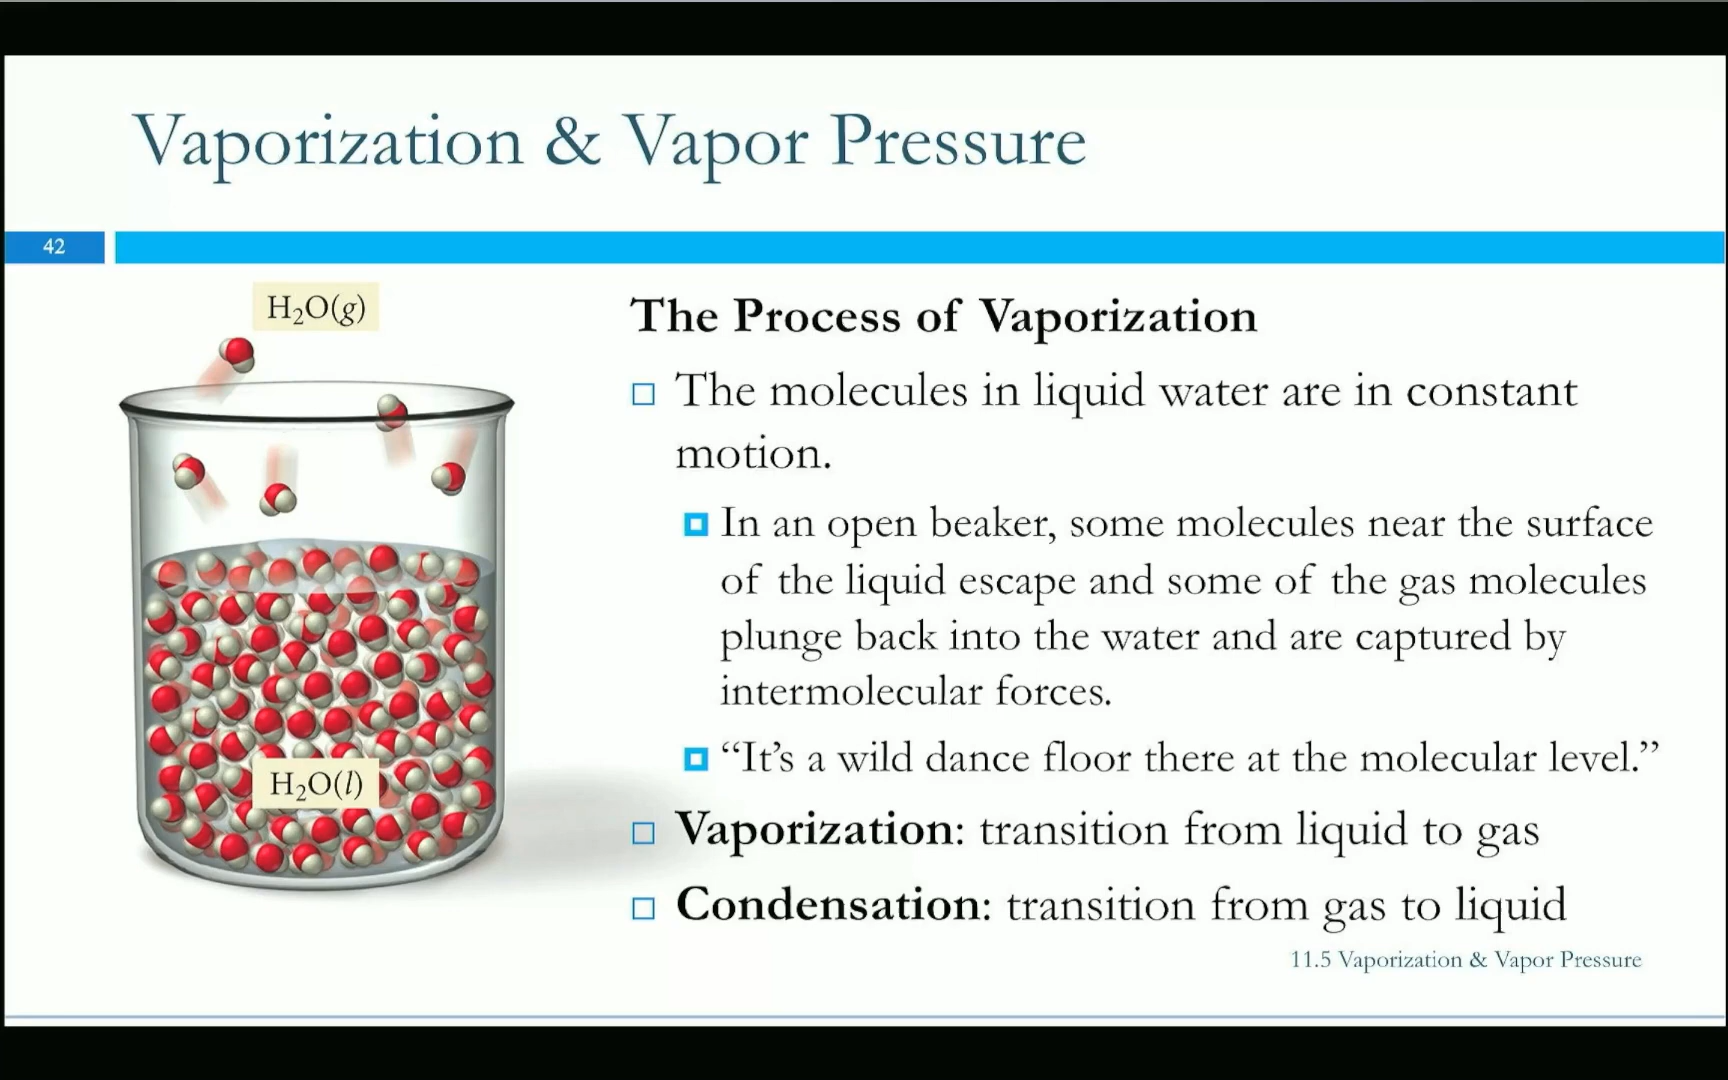 Vaporization & Vapor Pressure
42
H₂O(g)
H₂O(l)
The Process of Vaporization
The molecules in liquid water are in constant
motion.
In an open beaker, some molecules near the surface
of the liquid escape and some of the gas molecules
plunge back into the water and are captured by
intermolecular forces.
“It’s a wild dance floor there at the molecular level.”
Vaporization: transition from liquid to gas
Condensation: transition from gas to liquid
11.5 Vaporization & Vapor Pressure